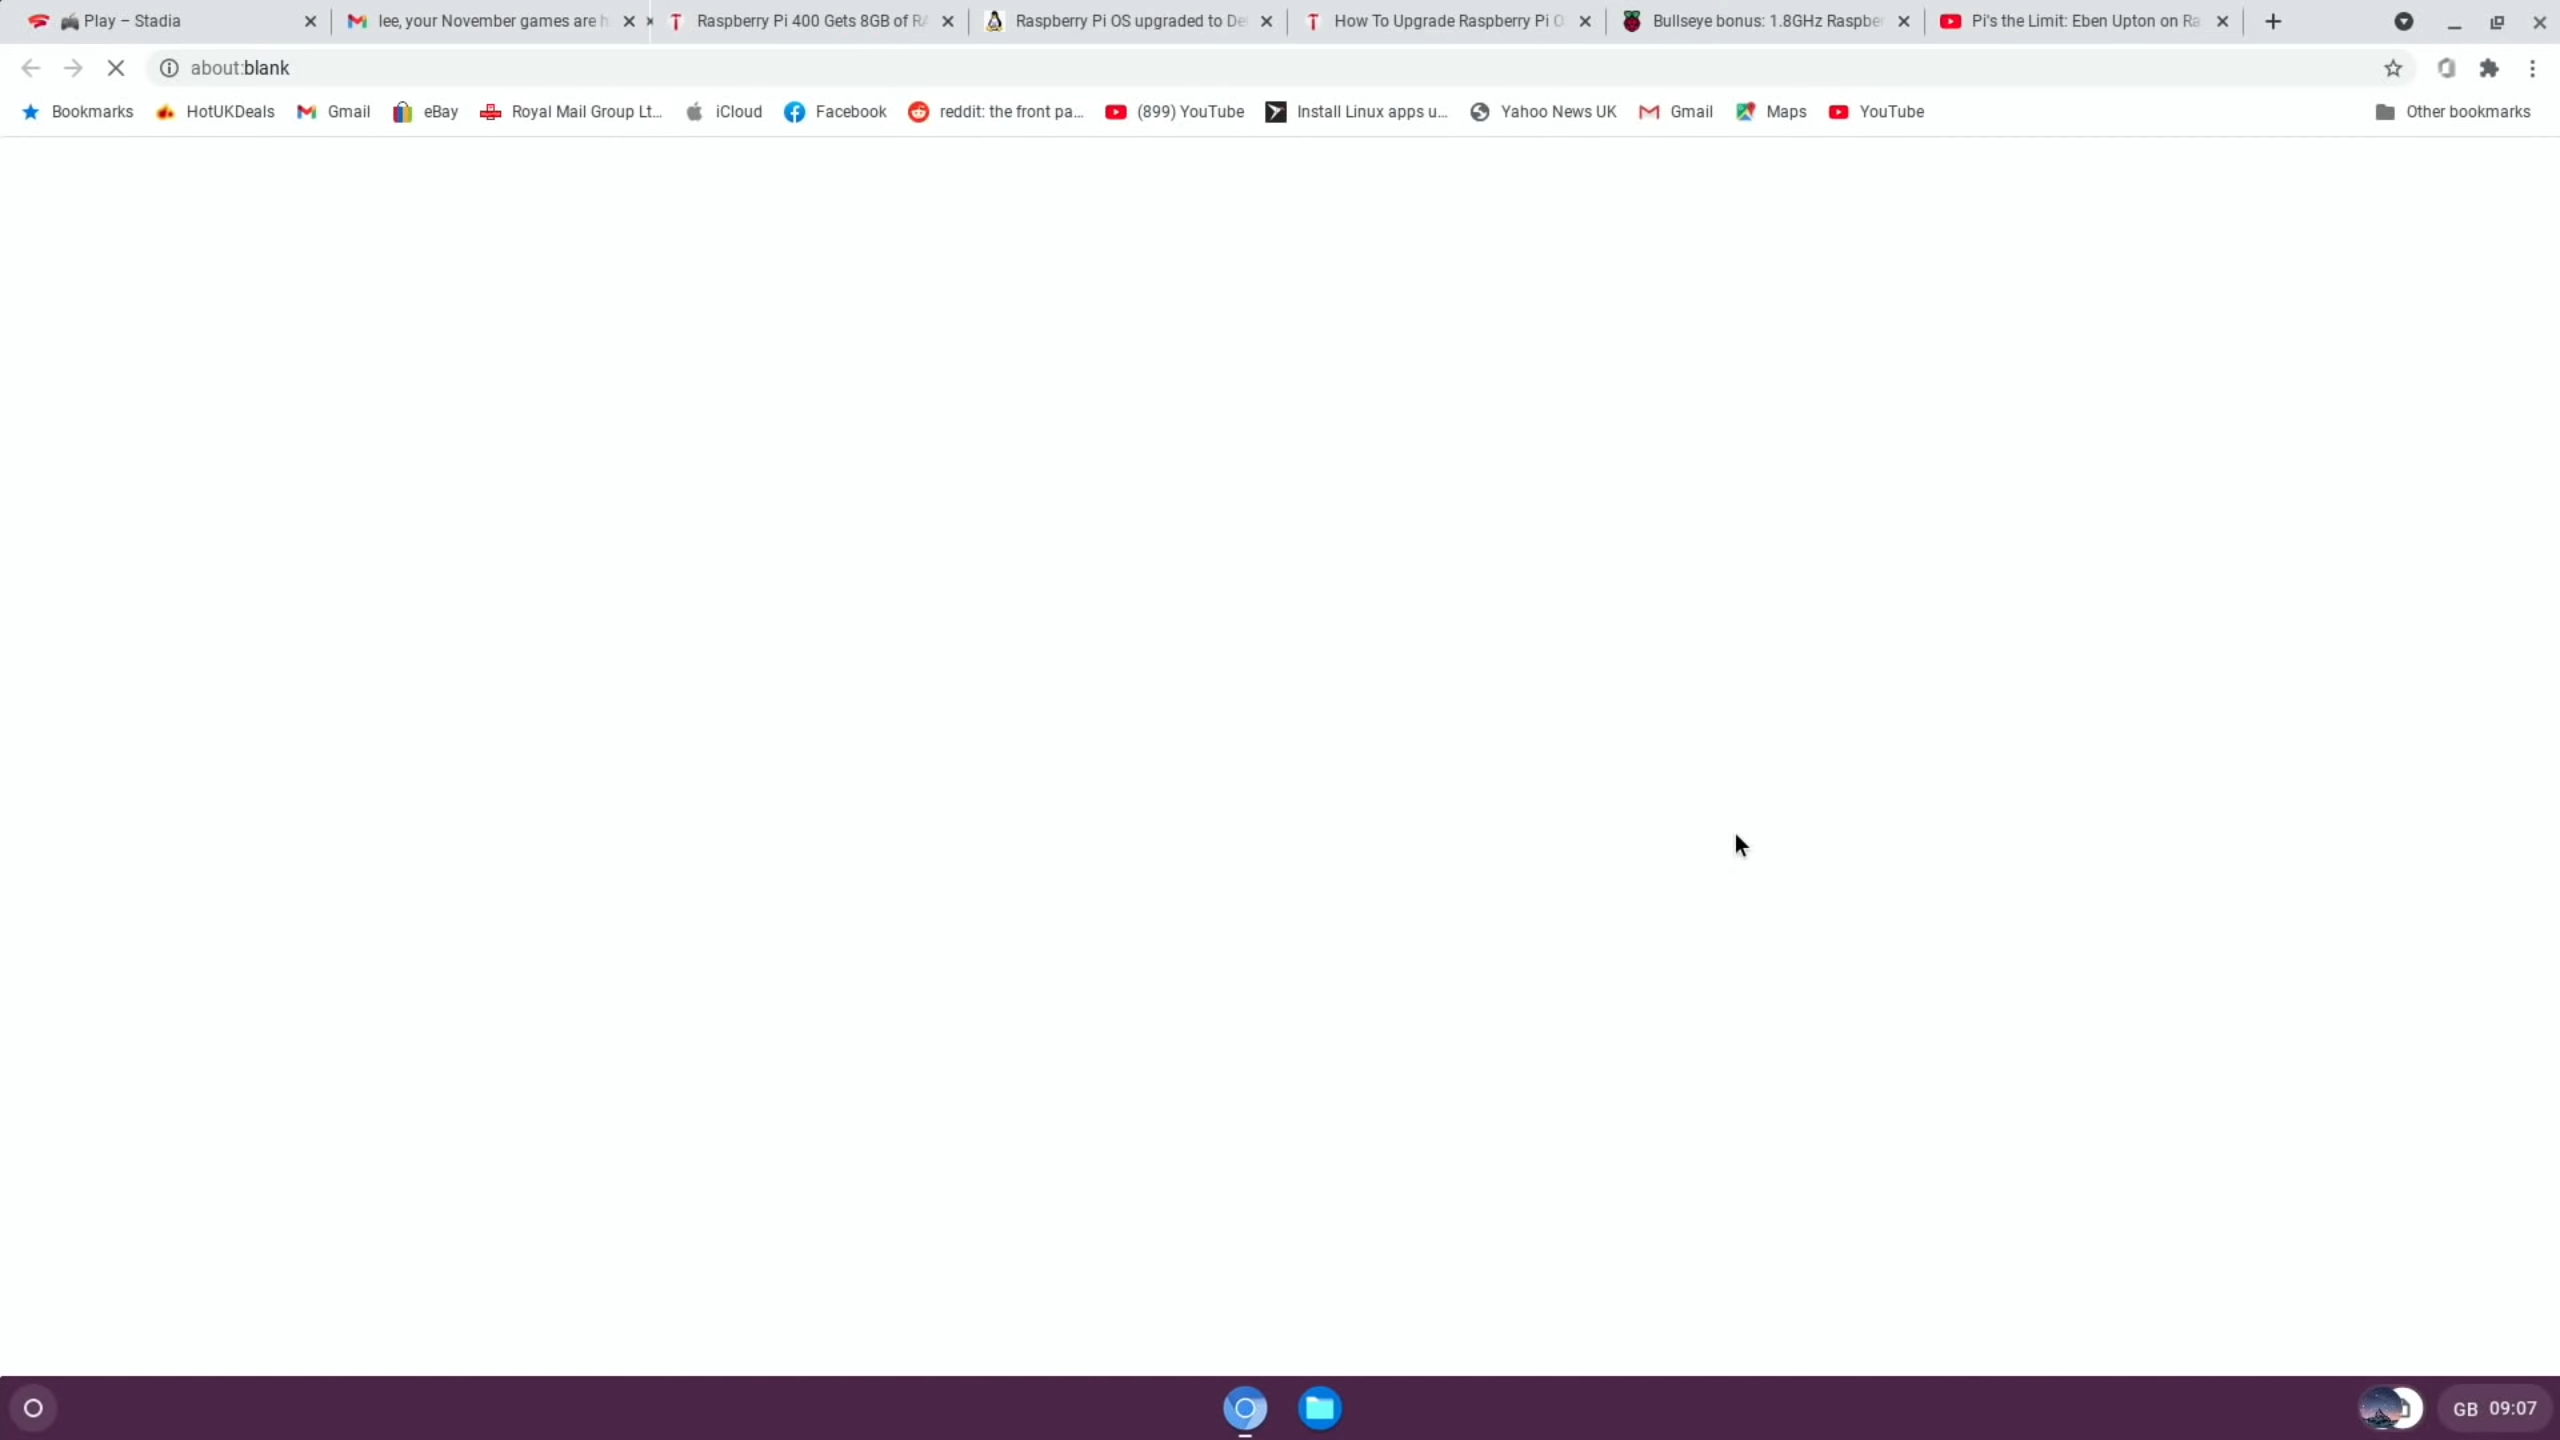 Play – Stadia
lee, your November games are h
Raspberry Pi 400 Gets 8GB of RA
Raspberry Pi OS upgraded to De
How To Upgrade Raspberry Pi O
Bullseye bonus: 1.8GHz Raspber
Pi's the Limit: Eben Upton on Ra
about:blank
Bookmarks
HotUKDeals
Gmail
eBay
Royal Mail Group Lt...
iCloud
Facebook
reddit: the front pa...
(899) YouTube
Install Linux apps u...
Yahoo News UK
Gmail
Maps
YouTube
Other bookmarks
GB 09:07